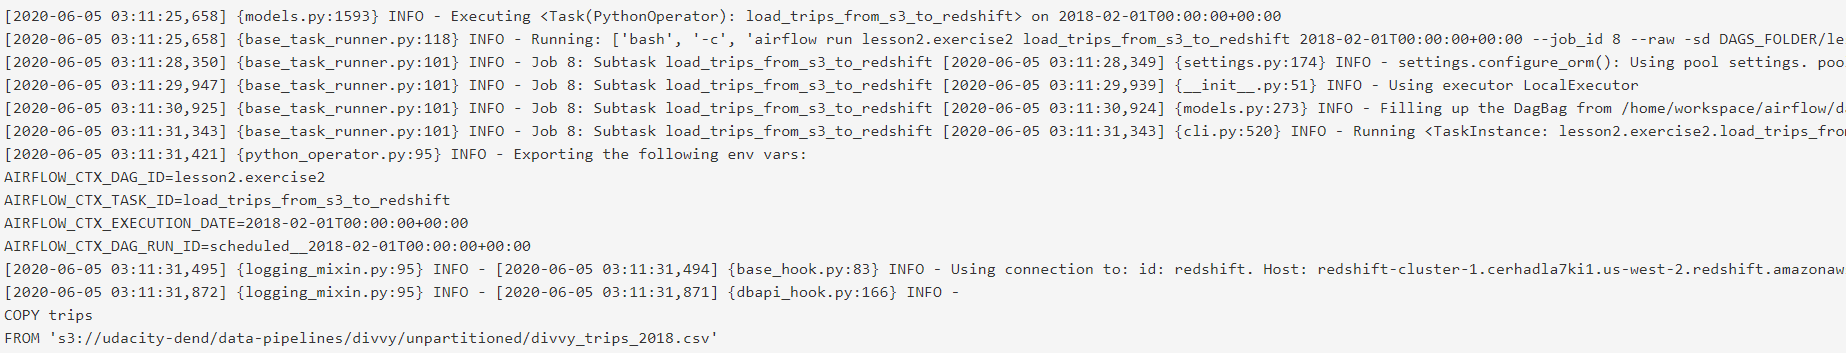 [2020-06-05 03:11:25,658] {models.py:1593} INFO - Executing <Task(PythonOperator): load_trips_from_s3_to_redshift> on 2018-02-01T00:00:00+00:00
[2020-06-05 03:11:25,658] {base_task_runner.py:118} INFO - Running: ['bash', '-c', 'airflow run lesson2.exercise2 load_trips_from_s3_to_redshift 2018-02-01T00:00:00+00:00 --job_id 8 --raw -sd DAGS_FOLDER/le
[2020-06-05 03:11:28,350] {base_task_runner.py:101} INFO - Job 8: Subtask load_trips_from_s3_to_redshift [2020-06-05 03:11:28,349] {settings.py:174} INFO - settings.configure_orm(): Using pool settings. poo
[2020-06-05 03:11:29,947] {base_task_runner.py:101} INFO - Job 8: Subtask load_trips_from_s3_to_redshift [2020-06-05 03:11:29,939] {__init__.py:51} INFO - Using executor LocalExecutor
[2020-06-05 03:11:30,925] {base_task_runner.py:101} INFO - Job 8: Subtask load_trips_from_s3_to_redshift [2020-06-05 03:11:30,924] {models.py:273} INFO - Filling up the DagBag from /home/workspace/airflow/da
[2020-06-05 03:11:31,343] {base_task_runner.py:101} INFO - Job 8: Subtask load_trips_from_s3_to_redshift [2020-06-05 03:11:31,343] {cli.py:520} INFO - Running <TaskInstance: lesson2.exercise2.load_trips_fro
[2020-06-05 03:11:31,421] {python_operator.py:95} INFO - Exporting the following env vars:
AIRFLOW_CTX_DAG_ID=lesson2.exercise2
AIRFLOW_CTX_TASK_ID=load_trips_from_s3_to_redshift
AIRFLOW_CTX_EXECUTION_DATE=2018-02-01T00:00:00+00:00
AIRFLOW_CTX_DAG_RUN_ID=scheduled__2018-02-01T00:00:00+00:00
[2020-06-05 03:11:31,495] {logging_mixin.py:95} INFO - [2020-06-05 03:11:31,494] {base_hook.py:83} INFO - Using connection to: id: redshift. Host: redshift-cluster-1.cerhadla7ki1.us-west-2.redshift.amazonaw
[2020-06-05 03:11:31,872] {logging_mixin.py:95} INFO - [2020-06-05 03:11:31,871] {dbapi_hook.py:166} INFO -
COPY trips
FROM 's3://udacity-dend/data-pipelines/divvy/unpartitioned/divvy_trips_2018.csv'